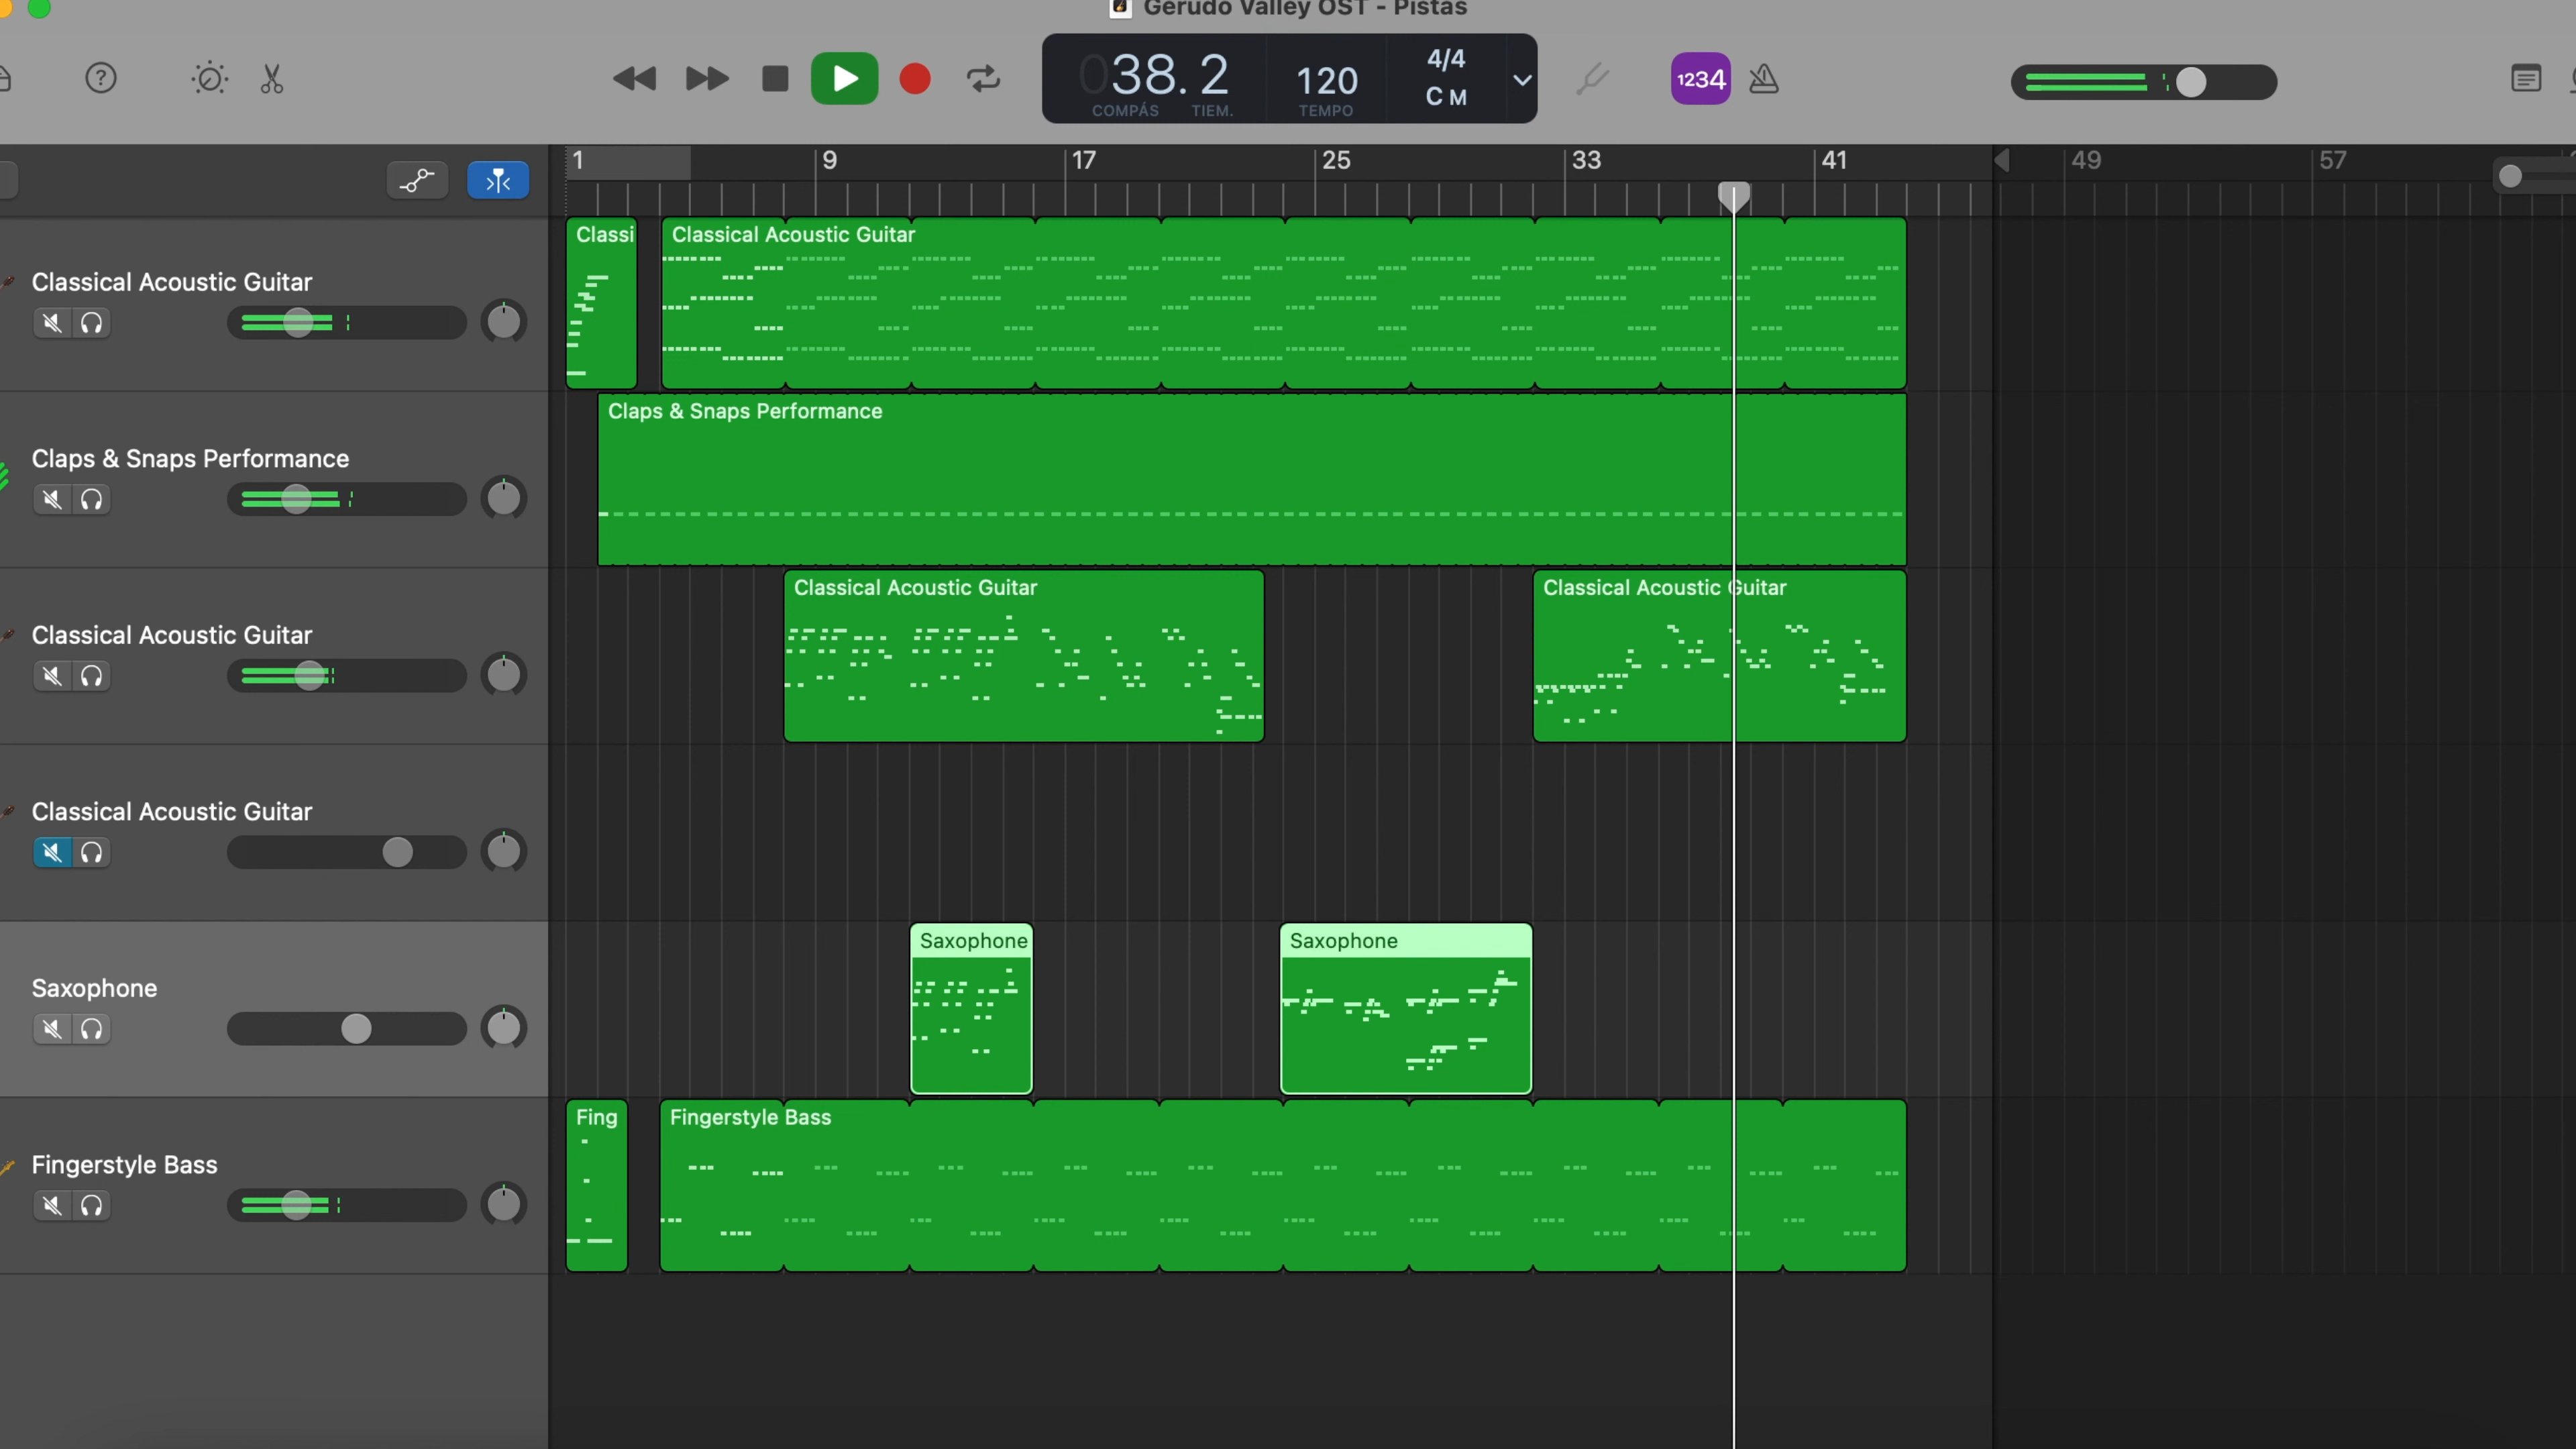 Gerudo Valley OST - Pistas
038. 2
COMPÁS TIEM.
120
TEMPO
4/4
C M
1234
1 9 17 25 33 41 49 57
Classical Acoustic Guitar
Classi
Classical Acoustic Guitar
Claps & Snaps Performance
Claps & Snaps Performance
Classical Acoustic Guitar
Classical Acoustic Guitar
Classical Acoustic Guitar
Classical Acoustic Guitar
Saxophone
Saxophone
Saxophone
Fingerstyle Bass
Fing
Fingerstyle Bass